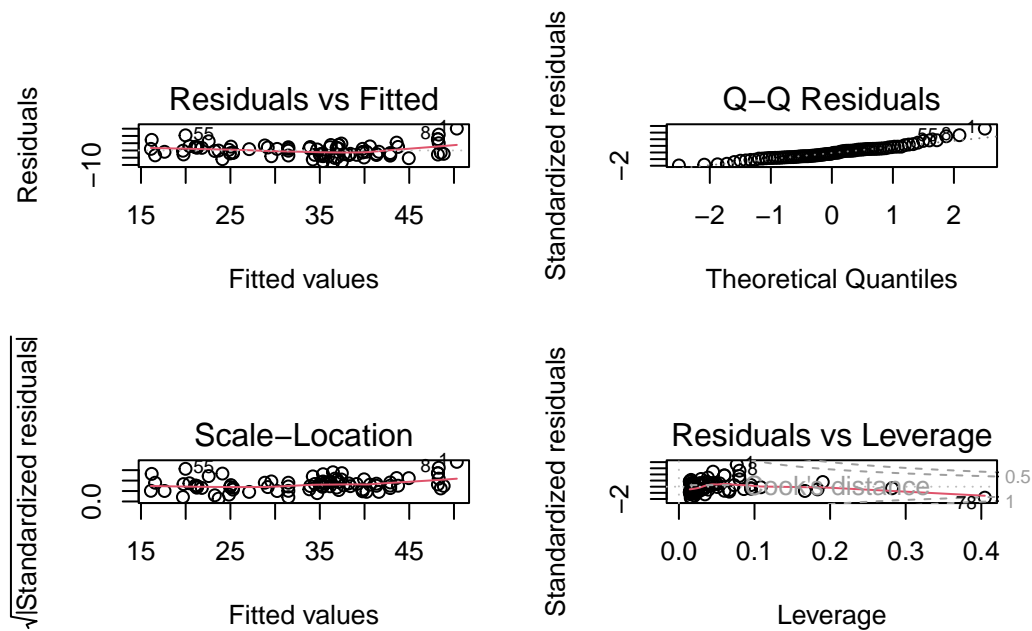 Residuals vs Fitted
Residuals
−10
55
8
1
15
25
35
45
Fitted values
Q−Q Residuals
Standardized residuals
−2
55
8
1
−2
−1
0
1
2
Theoretical Quantiles
Scale−Location
√|Standardized residuals|
0.0
55
8
1
15
25
35
45
Fitted values
Residuals vs Leverage
Standardized residuals
−2
1
8
Cook's distance
78
0.5
1
0.0
0.1
0.2
0.3
0.4
Leverage